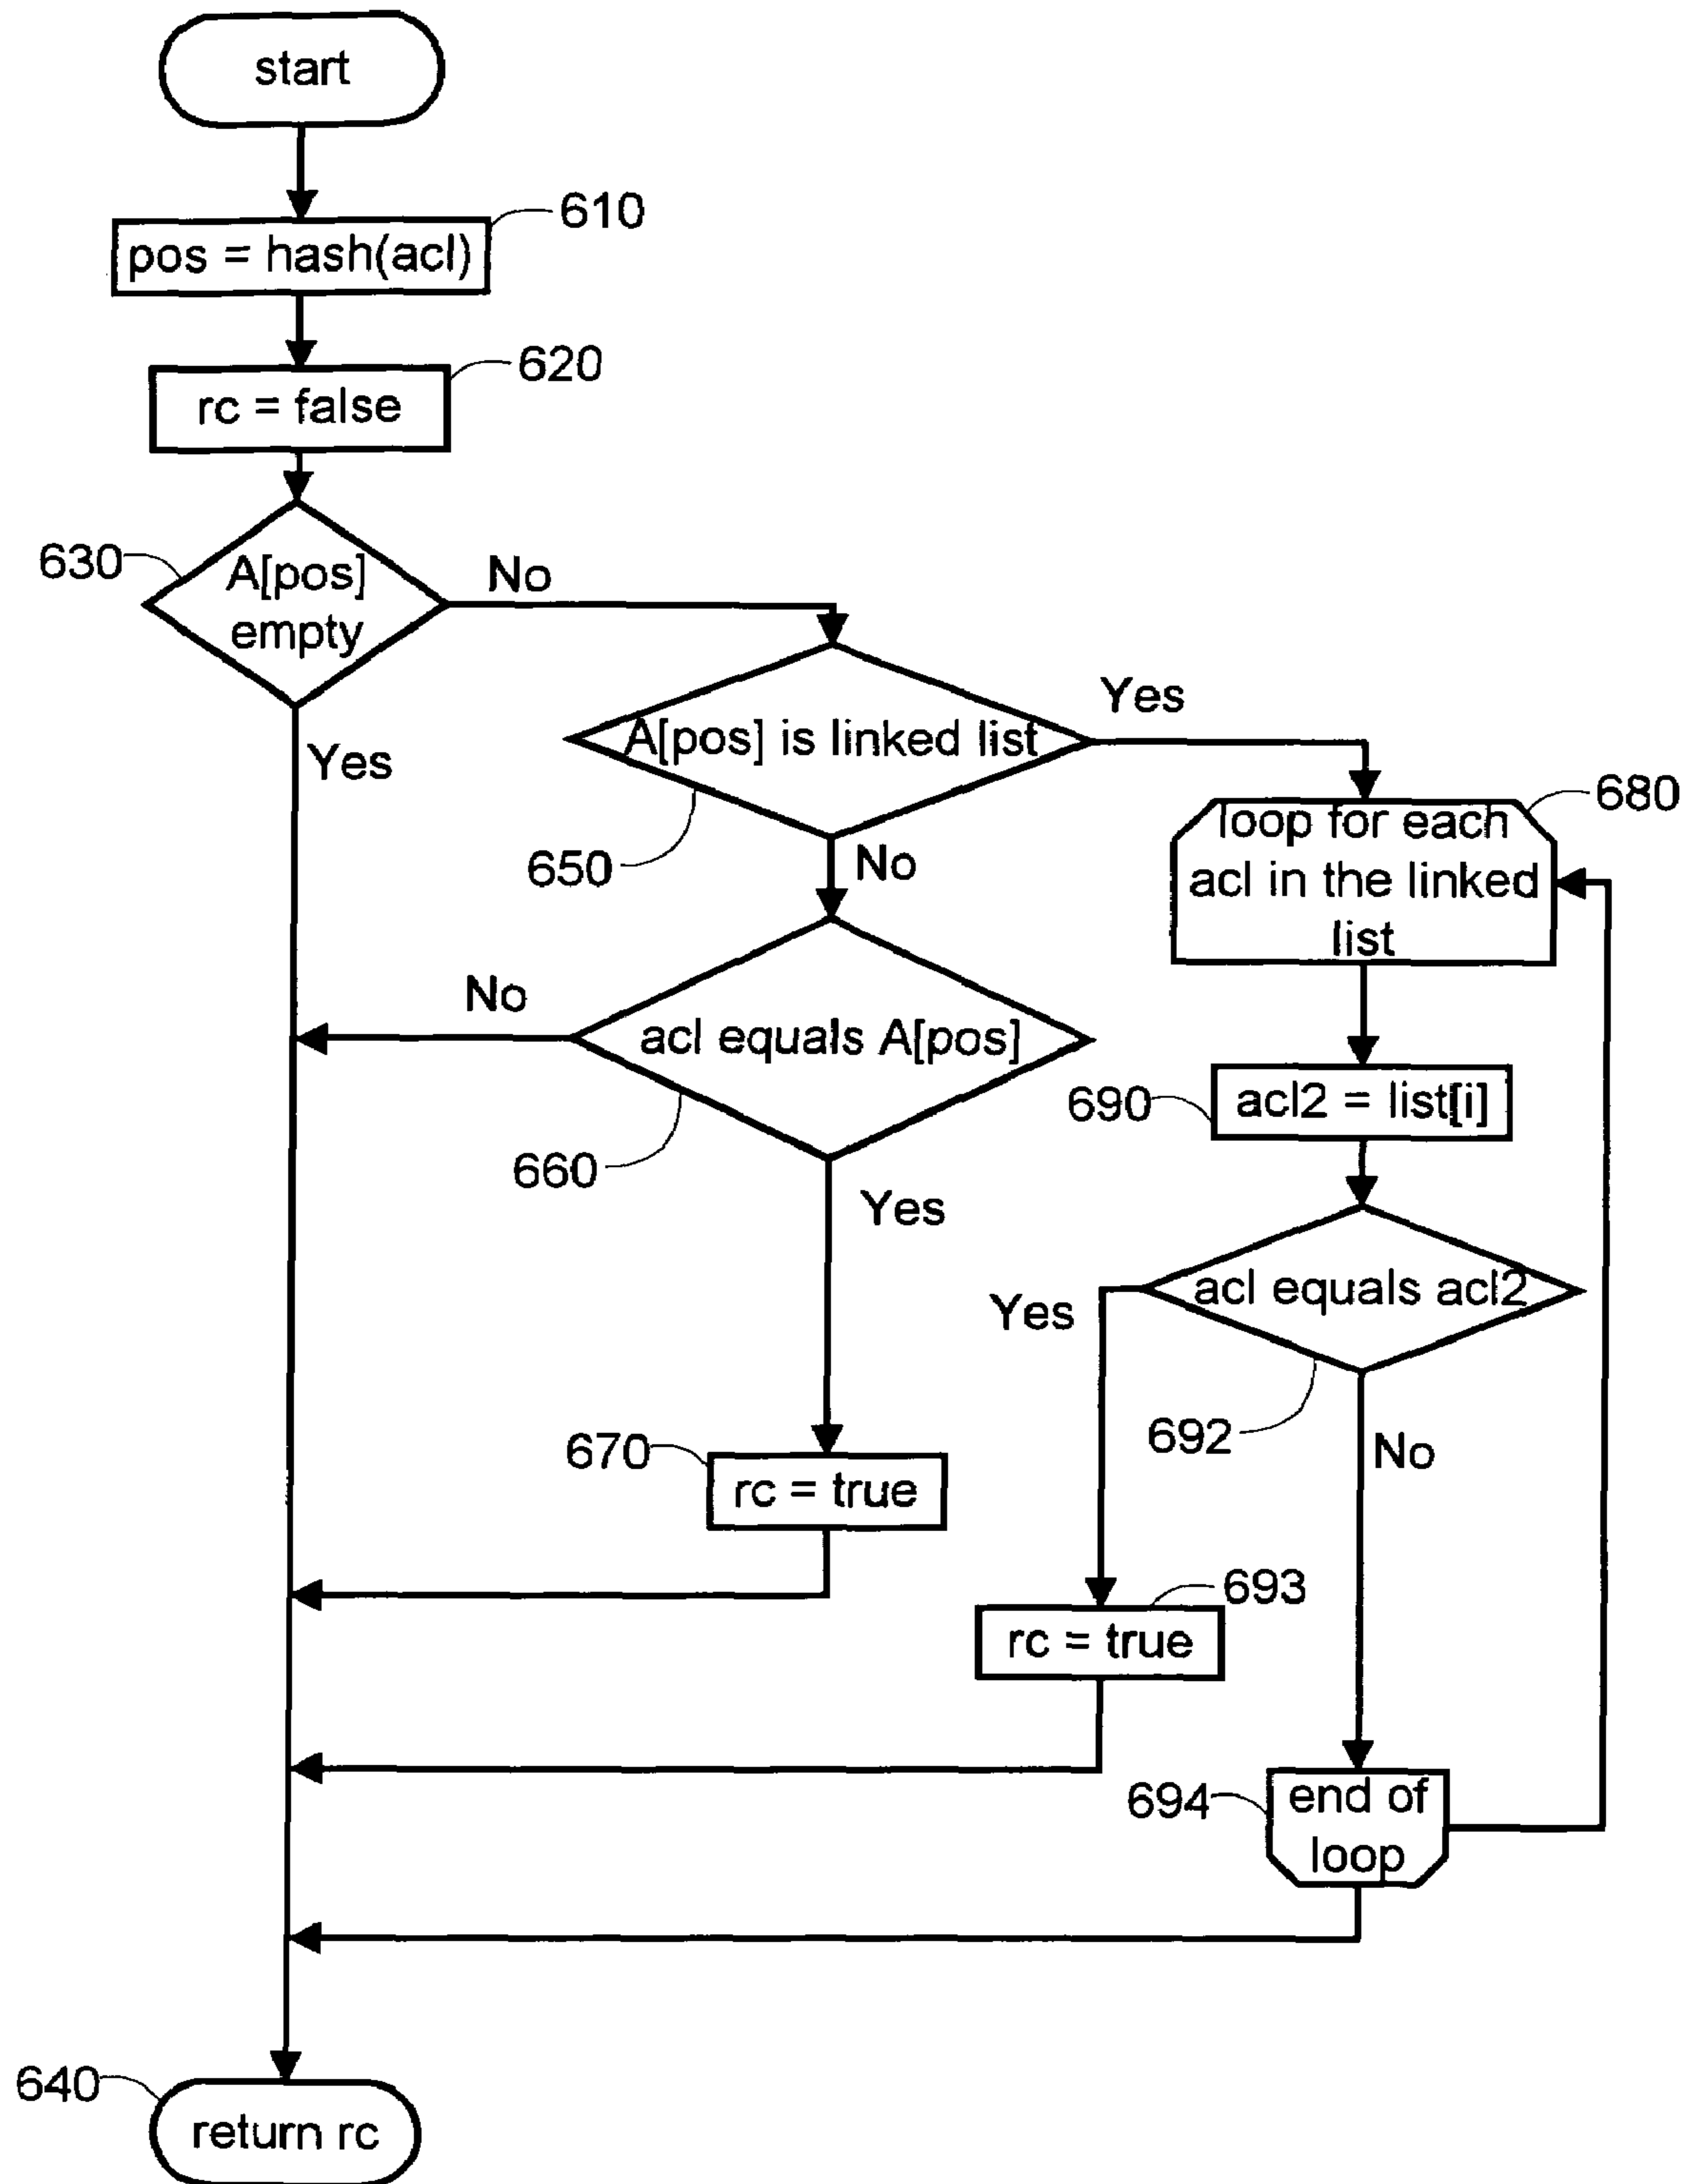 start
610
pos = hash(acl)
620
rc = false
630
A[pos]
empty
No
Yes
A[pos] is linked list
Yes
650
No
680
loop for each
acl in the linked
list
No
acl equals A[pos]
660
Yes
690
acl2 = list[i]
acl equals acl2
Yes
692
No
670
rc = true
693
rc = true
694
end of
loop
640
return rc